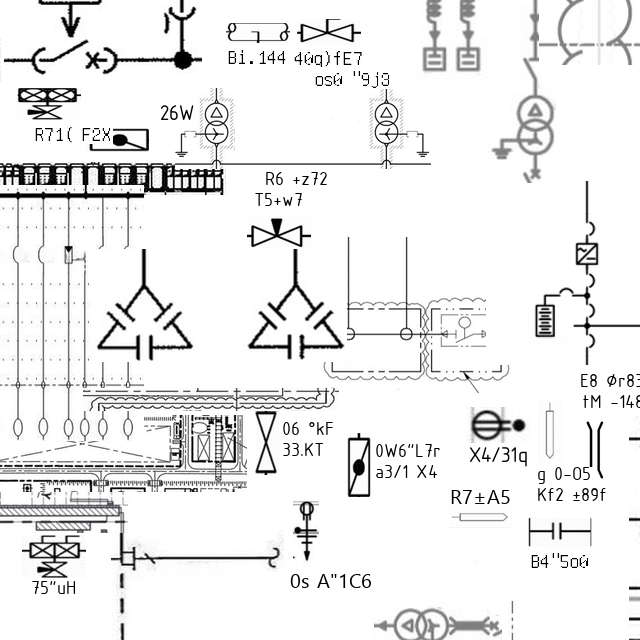 Bi.144 40q)fE7
os0 "9j3
26W
R71( F2X
R6 +z72
T5+w7
E8 Ør83
tM -148
06 °kF
33.KT
0W6"L7r
a3/1 X4
X4/31q
g 0-05
Kf2 ±89f
R7±A5
B4"5o0
0s A"1C6
75"uH